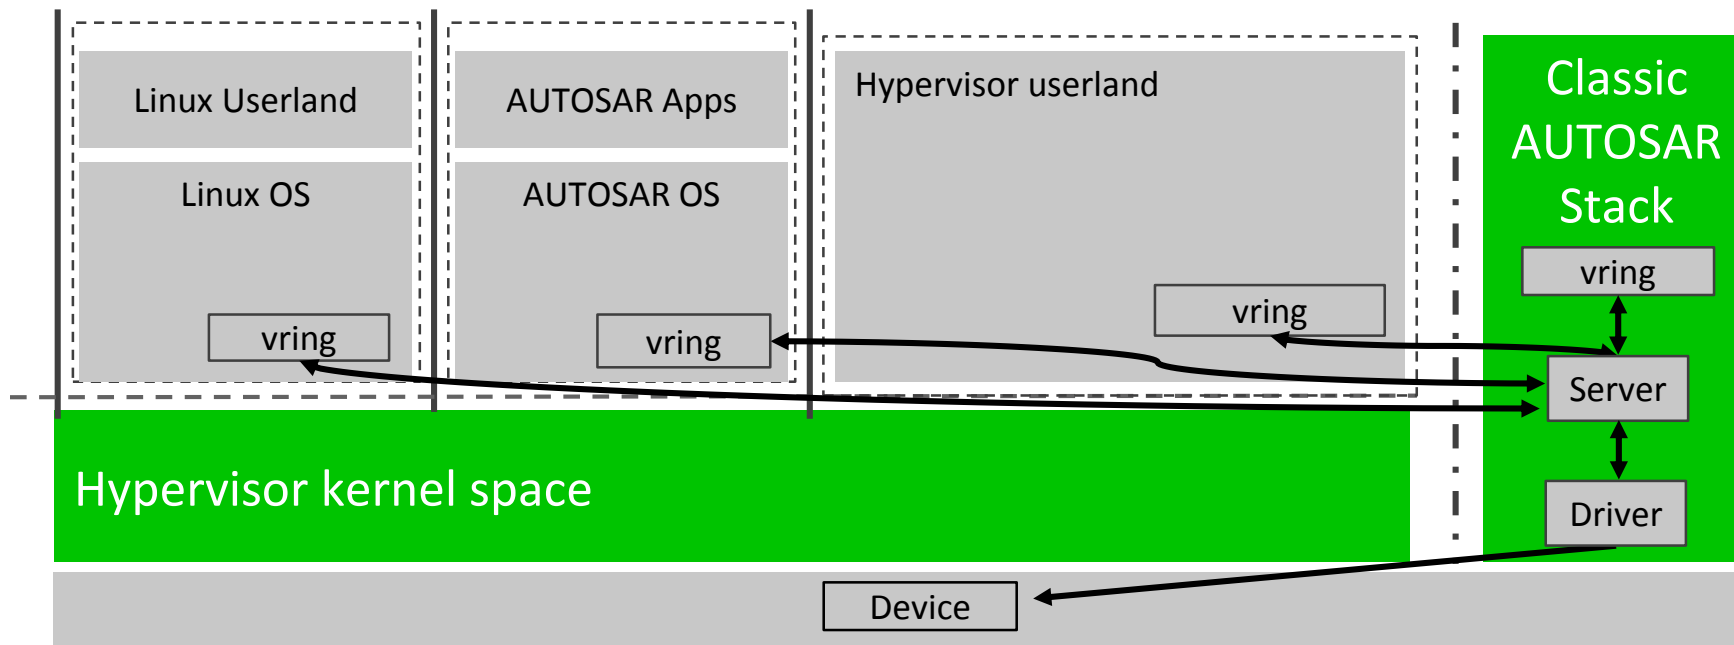 Linux Userland
Linux OS
vring
AUTOSAR Apps
AUTOSAR OS
vring
Hypervisor userland
vring
Classic
AUTOSAR
Stack
vring
Server
Driver
Hypervisor kernel space
Device